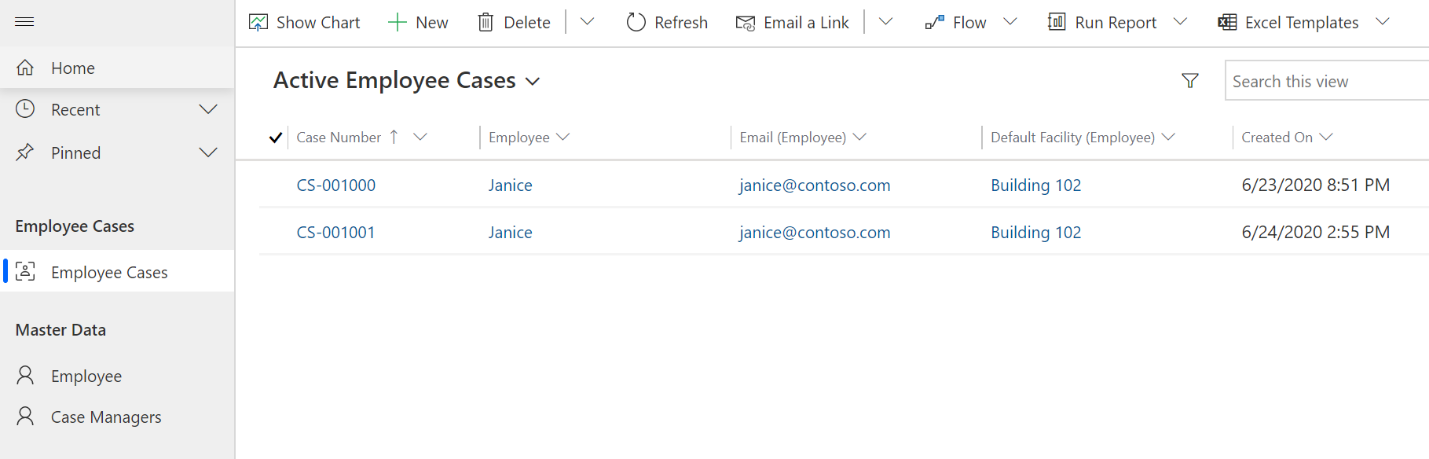 Show Chart New Delete Refresh Email a Link Flow Run Report Excel Templates
Home
Recent
Pinned
Employee Cases
Employee Cases
Master Data
Employee
Case Managers
Active Employee Cases
Search this view
Case Number Employee Email (Employee) Default Facility (Employee) Created On
CS-001000 Janice janice@contoso.com Building 102 6/23/2020 8:51 PM
CS-001001 Janice janice@contoso.com Building 102 6/24/2020 2:55 PM